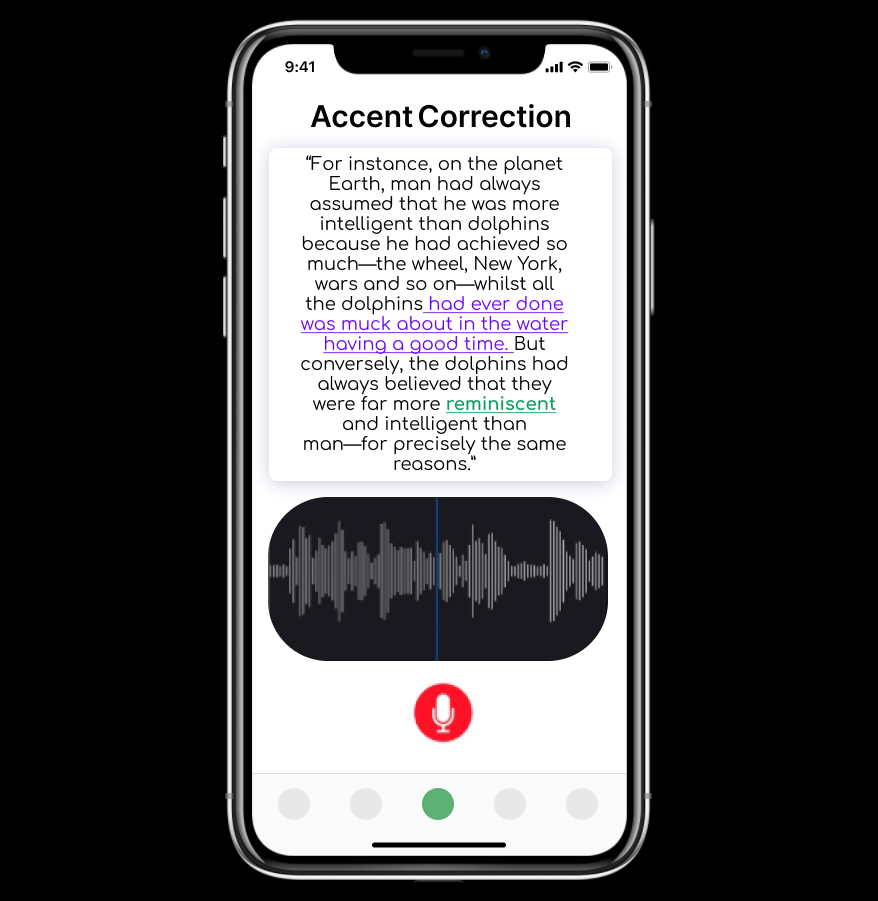 9:41
Accent Correction
“For instance, on the planet
Earth, man had always
assumed that he was more
intelligent than dolphins
because he had achieved so
much—the wheel, New York,
wars and so on—whilst all
the dolphins had ever done
was muck about in the water
having a good time. But
conversely, the dolphins had
always believed that they
were far more reminiscent
and intelligent than
man—for precisely the same
reasons.”